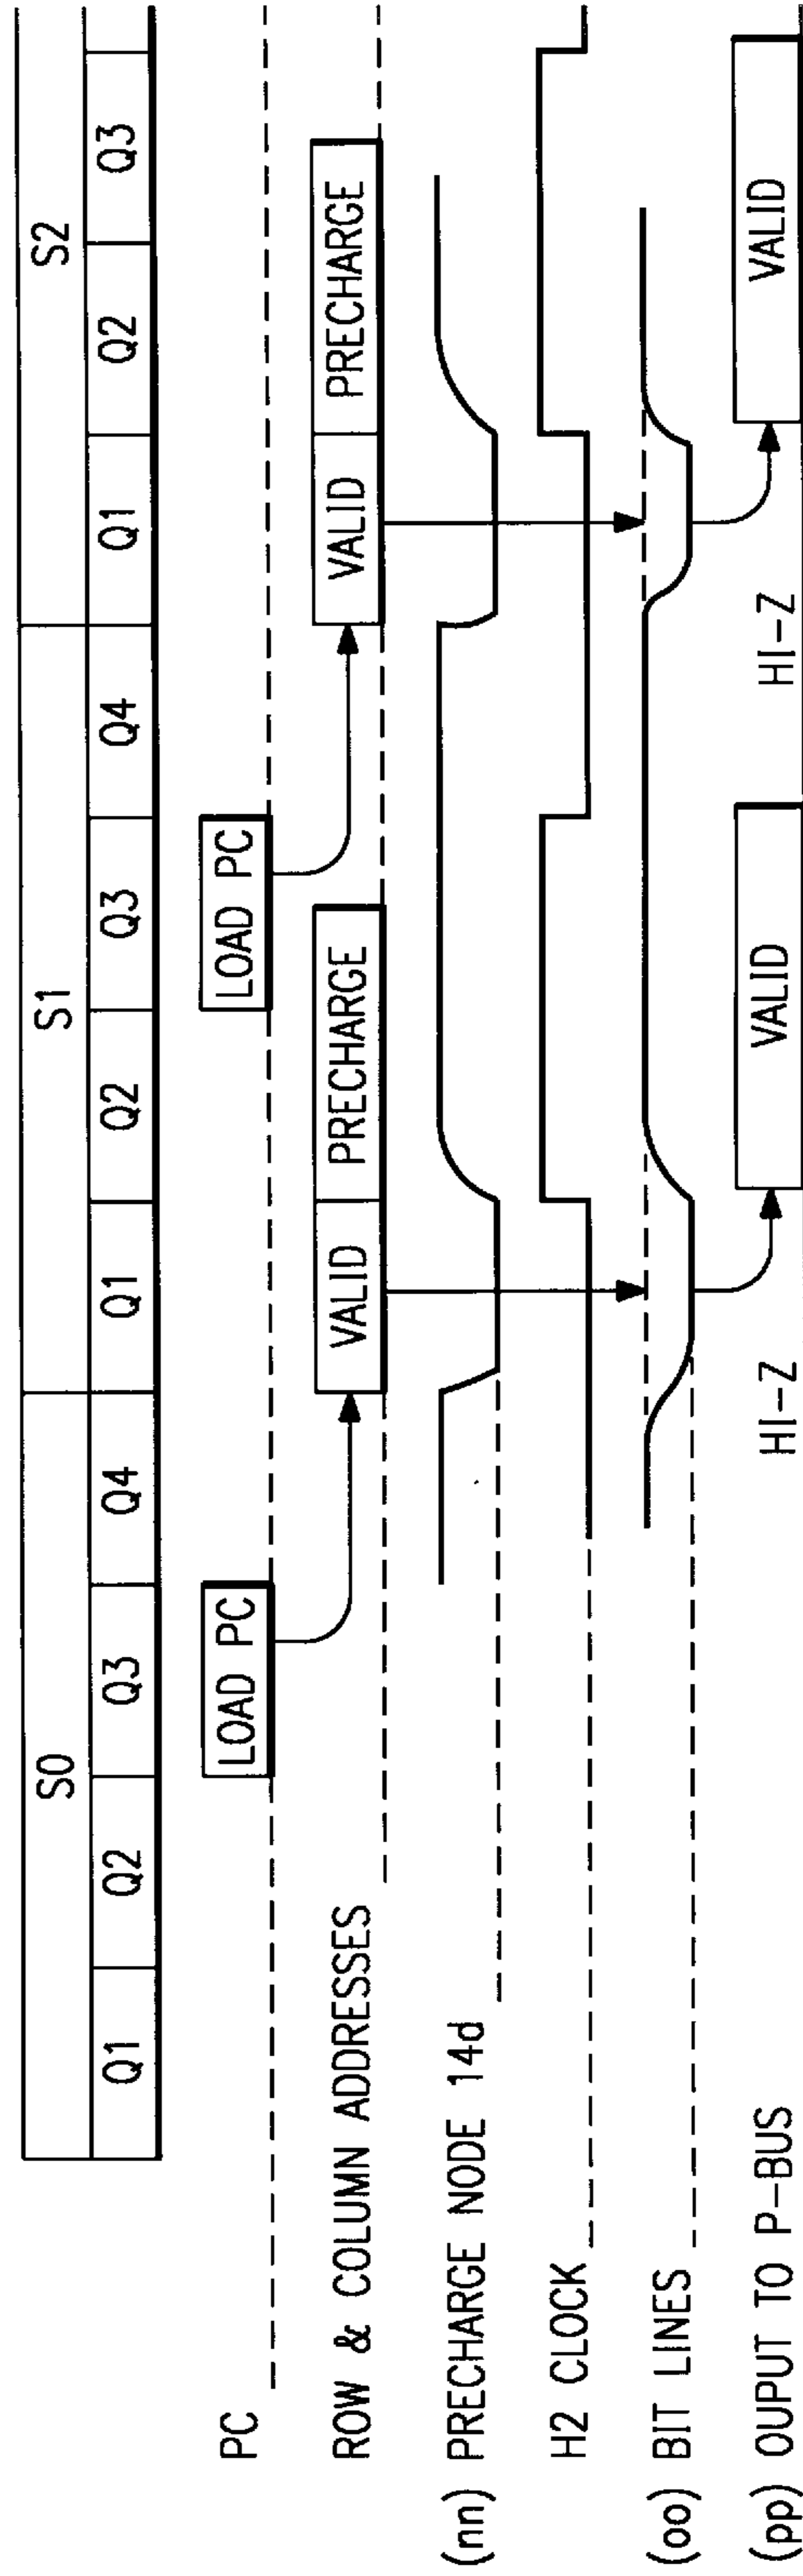 S0 S1 S2
Q1 Q2 Q3 Q4 Q1 Q2 Q3 Q4 Q1 Q2 Q3
PC LOAD PC LOAD PC
ROW & COLUMN ADDRESSES VALID PRECHARGE VALID PRECHARGE
(nn) PRECHARGE NODE 14d
H2 CLOCK
(oo) BIT LINES
(pp) OUPUT TO P-BUS HI-Z VALID HI-Z VALID